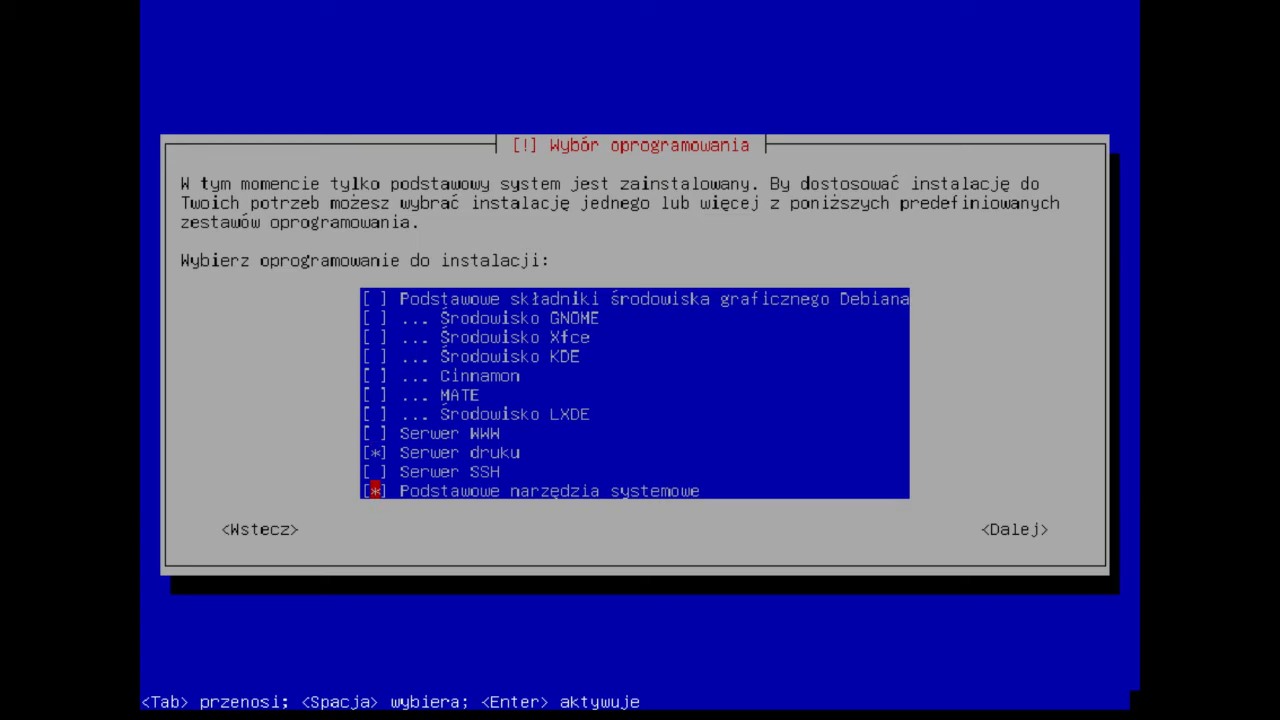 [!] Wybór oprogramowania
W tym momencie tylko podstawowy system jest zainstalowany. By dostosować instalację do
Twoich potrzeb możesz wybrać instalację jednego lub więcej z poniższych predefiniowanych
zestawów oprogramowania.
Wybierz oprogramowanie do instalacji:
[ ] Podstawowe składniki środowiska graficznego Debiana
[ ] ... Środowisko GNOME
[ ] ... Środowisko Xfce
[ ] ... Środowisko KDE
[ ] ... Cinnamon
[ ] ... MATE
[ ] ... Środowisko LXDE
[ ] Serwer WWW
[*] Serwer druku
[ ] Serwer SSH
[*] Podstawowe narzędzia systemowe
<Wstecz> <Dalej>
<Tab> przenosi; <Spacja> wybiera; <Enter> aktywuje